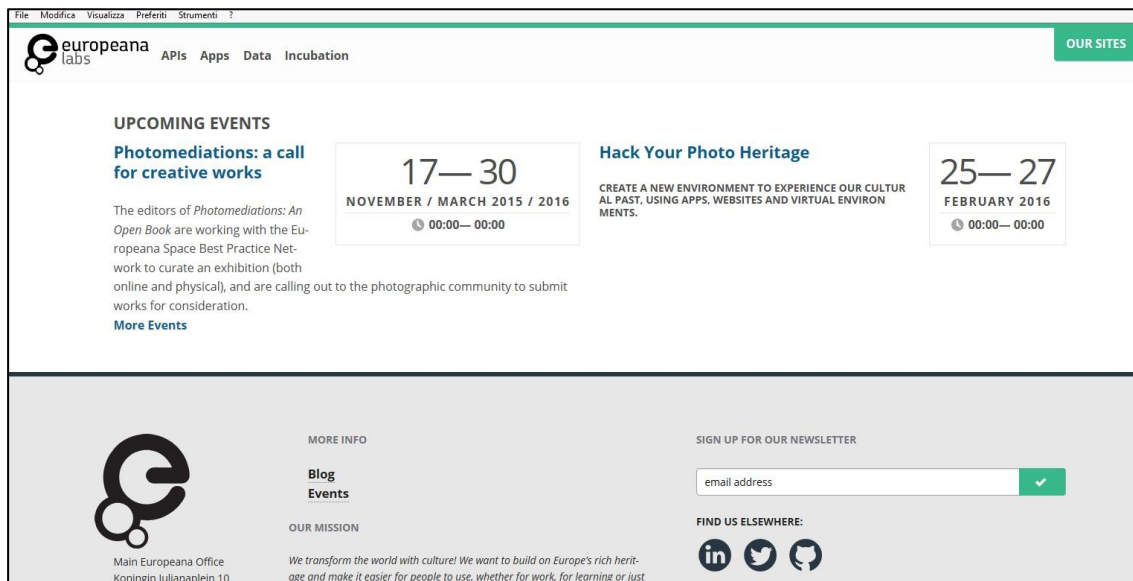 File Modifica Visualizza Preferiti Strumenti ?
europeana
labs
APIs Apps Data Incubation
OUR SITES
UPCOMING EVENTS
Photomediations: a call
for creative works
The editors of Photomediations: An
Open Book are working with the Eu-
ropeana Space Best Practice Net-
work to curate an exhibition (both
online and physical), and are calling out to the photographic community to submit
works for consideration.
More Events
17— 30
NOVEMBER / MARCH 2015 / 2016
00:00— 00:00
Hack Your Photo Heritage
CREATE A NEW ENVIRONMENT TO EXPERIENCE OUR CULTUR
AL PAST, USING APPS, WEBSITES AND VIRTUAL ENVIRON
MENTS.
25— 27
FEBRUARY 2016
00:00— 00:00
Main Europeana Office
Koningin Julianaplein 10
MORE INFO
Blog
Events
OUR MISSION
We transform the world with culture! We want to build on Europe's rich herit-
age and make it easier for people to use, whether for work, for learning or just
SIGN UP FOR OUR NEWSLETTER
email address
FIND US ELSEWHERE:
in